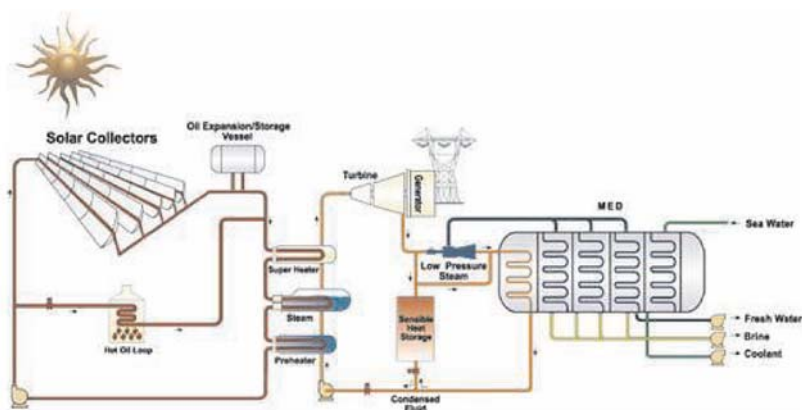 Solar Collectors
Oil Expansion/Storage
Vessel
Turbine
Generator
MED
Sea Water
Super Heater
Low Pressure
Steam
Steam
Sensible
Heat
Storage
Fresh Water
Brine
Coolant
Hot Oil Loop
Preheater
Condensed
Fluid